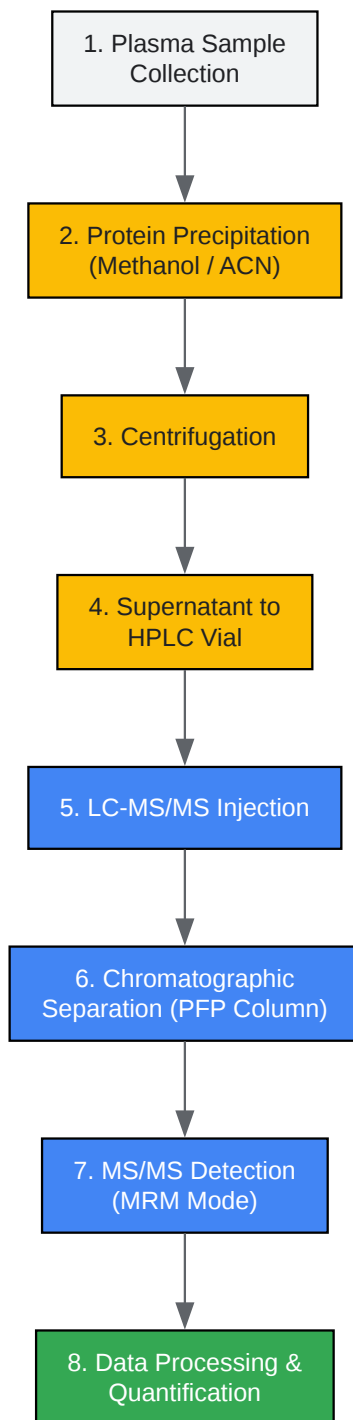 1. Plasma Sample
Collection
2. Protein Precipitation
(Methanol / ACN)
3. Centrifugation
4. Supernatant to
HPLC Vial
5. LC-MS/MS Injection
6. Chromatographic
Separation (PFP Column)
7. MS/MS Detection
(MRM Mode)
8. Data Processing &
Quantification